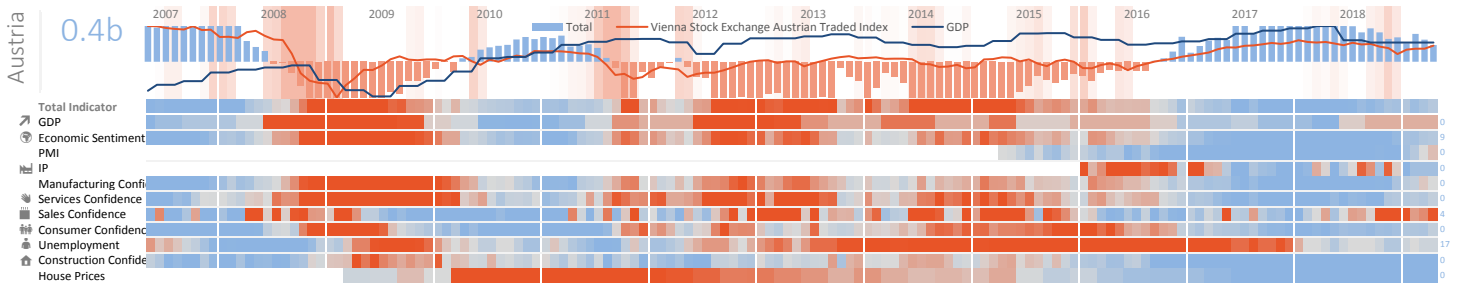 Austria
0.4b
2007 2008 2009 2010 2011 2012 2013 2014 2015 2016 2017 2018
Total Vienna Stock Exchange Austrian Traded Index GDP
Total Indicator
GDP 0
Economic Sentiment 9
PMI 0
IP 0
Manufacturing Confi 0
Services Confidence 0
Sales Confidence 4
Consumer Confidenc 0
Unemployment 17
Construction Confide 0
House Prices 0